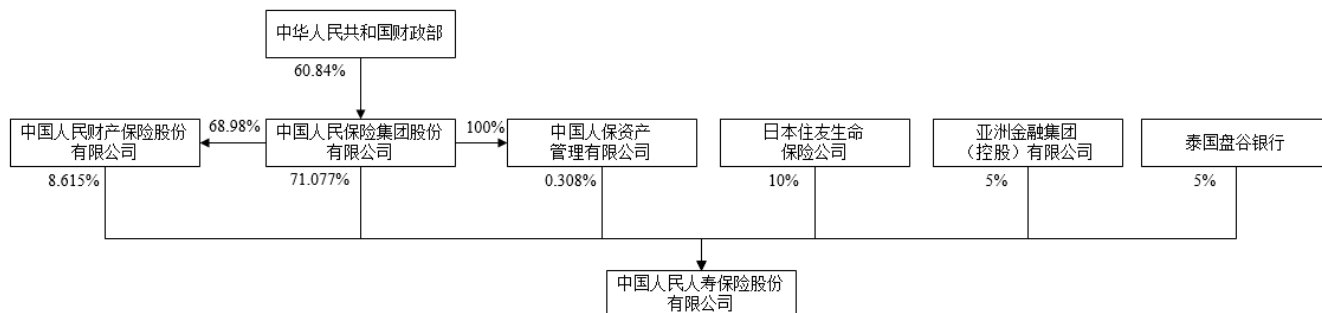 中华人民共和国财政部
60.84%
中国人民财产保险股份
有限公司
68.98%
中国人民保险集团股份
有限公司
100%
中国人保资产
管理有限公司
日本住友生命
保险公司
亚洲金融集团
（控股）有限公司
泰国盘谷银行
8.615%
71.077%
0.308%
10%
5%
5%
中国人民人寿保险股份
有限公司